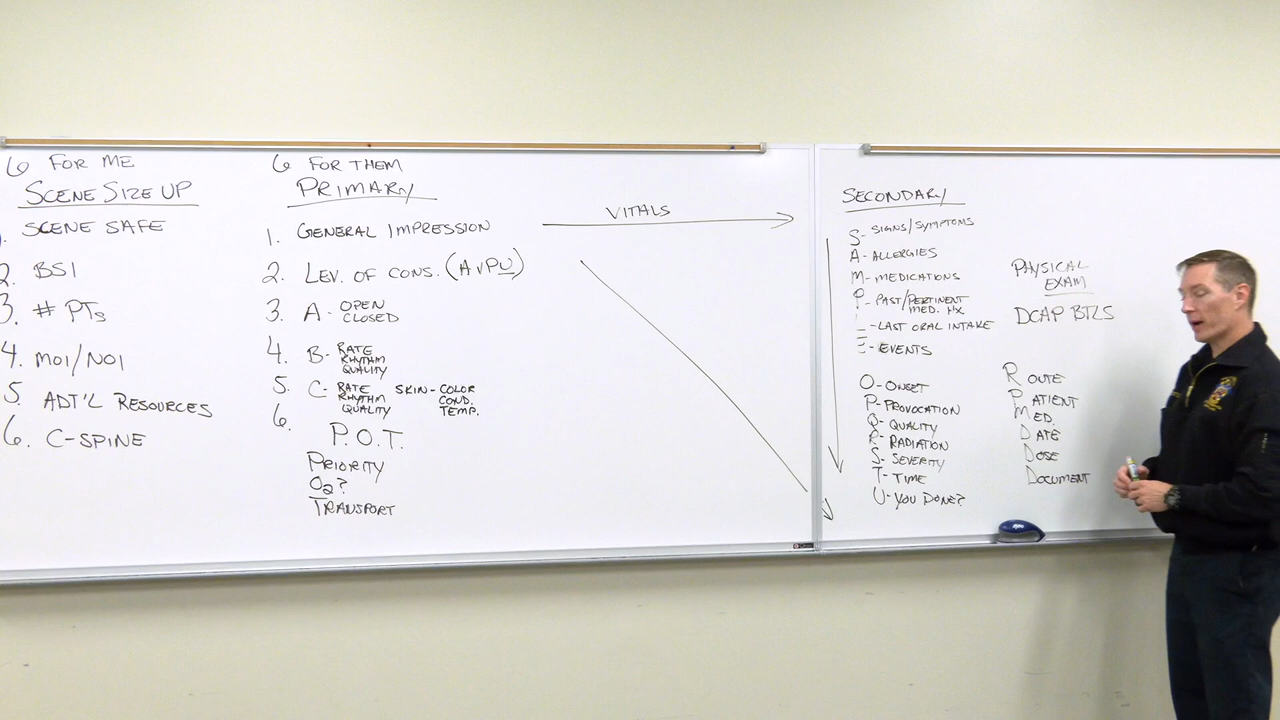 6 FOR ME
SCENE SIZE UP
1. SCENE SAFE
2. BSI
3. # PTs
4. MOI/NOI
5. ADT'L RESOURCES
6. C-SPINE
6 FOR THEM
PRIMARY
1. GENERAL IMPRESSION
2. LEV. OF CONS. (AVPU)
3. A - OPEN
CLOSED
4. B - RATE
RHYTHM
QUALITY
5. C - RATE SKIN - COLOR
RHYTHM COND.
QUALITY TEMP.
6.
P.O.T.
PRIORITY
O2?
TRANSPORT
VITALS
SECONDARY
S- SIGNS/SYMPTOMS
A- ALLERGIES
M- MEDICATIONS
P- PAST/PERTINENT
MED. HX
L- LAST ORAL INTAKE
E- EVENTS
O- ONSET
P- PROVOCATION
Q- QUALITY
R- RADIATION
S- SEVERITY
T- TIME
U- YOU DONE?
PHYSICAL
EXAM
DCAP BTLS
ROUTE
PATIENT
MED.
DATE
DOSE
DOCUMENT